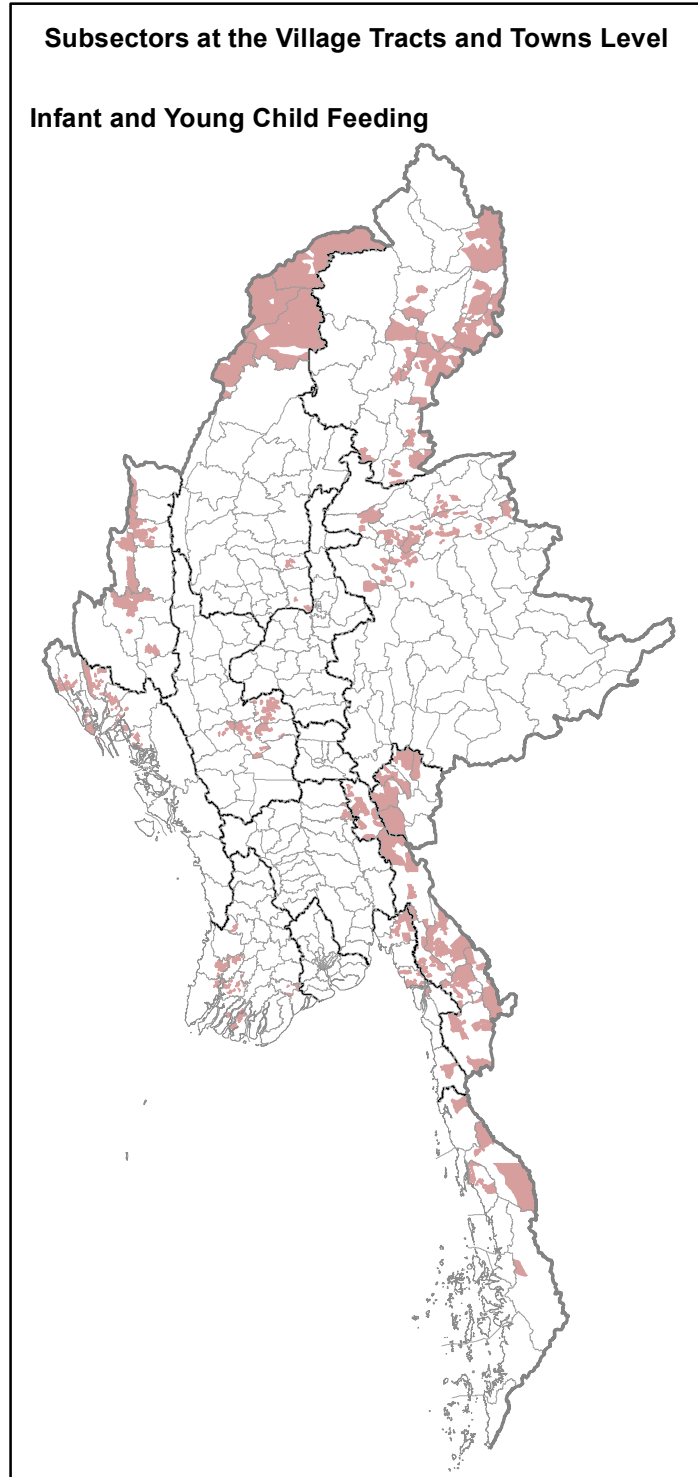 Subsectors at the Village Tracts and Towns Level
Infant and Young Child Feeding